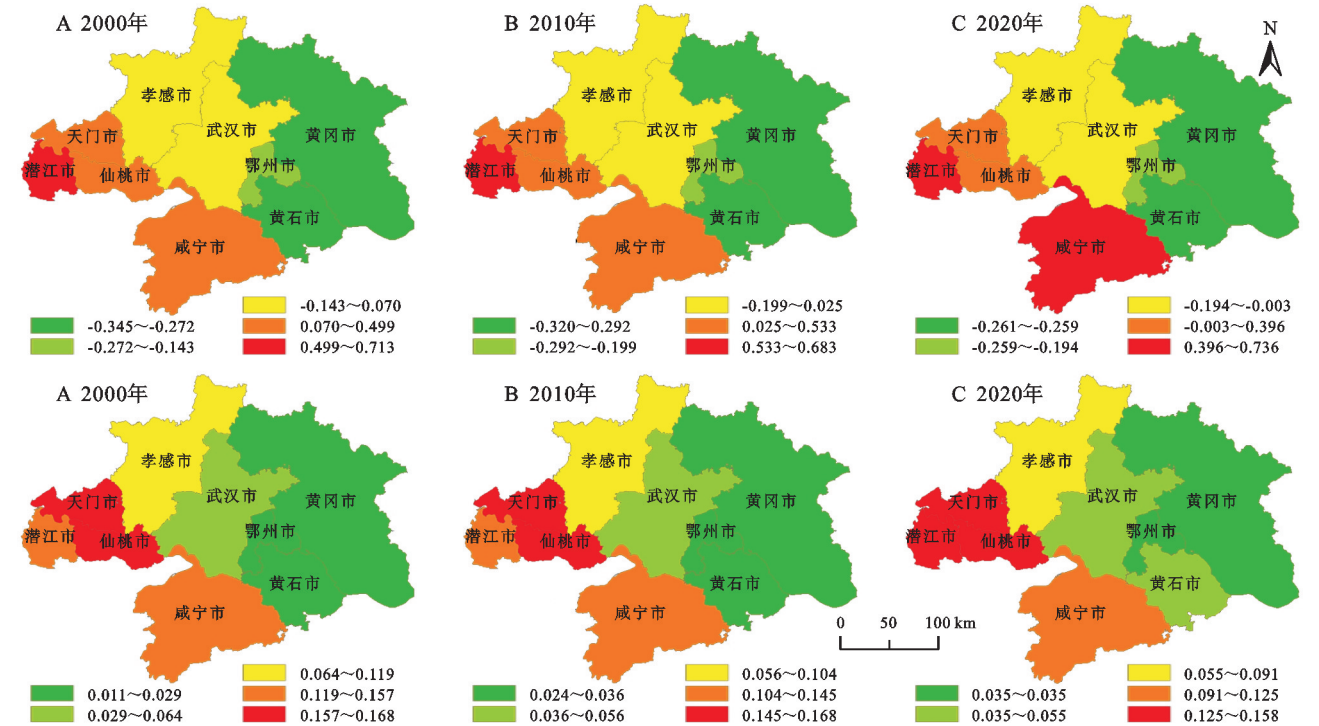 A 2000年
B 2010年
C 2020年
N
孝感市
武汉市
黄冈市
天门市
鄂州市
潜江市
仙桃市
黄石市
咸宁市
-0.143～0.070
-0.345～-0.272
0.070～0.499
-0.272～-0.143
0.499～0.713
孝感市
武汉市
黄冈市
天门市
鄂州市
潜江市
仙桃市
黄石市
咸宁市
-0.199～0.025
-0.320～0.292
0.025～0.533
-0.292～-0.199
0.533～0.683
孝感市
武汉市
黄冈市
天门市
鄂州市
潜江市
仙桃市
黄石市
咸宁市
-0.194～-0.003
-0.261～-0.259
-0.003～0.396
-0.259～-0.194
0.396～0.736
A 2000年
B 2010年
C 2020年
孝感市
武汉市
黄冈市
天门市
鄂州市
潜江市
仙桃市
黄石市
咸宁市
0.064～0.119
0.011～0.029
0.119～0.157
0.029～0.064
0.157～0.168
孝感市
武汉市
黄冈市
天门市
鄂州市
潜江市
仙桃市
黄石市
咸宁市
0.056～0.104
0.024～0.036
0.104～0.145
0.036～0.056
0.145～0.168
0 50 100 km
孝感市
武汉市
黄冈市
天门市
鄂州市
潜江市
仙桃市
黄石市
咸宁市
0.055～0.091
0.035～0.035
0.091～0.125
0.035～0.055
0.125～0.158